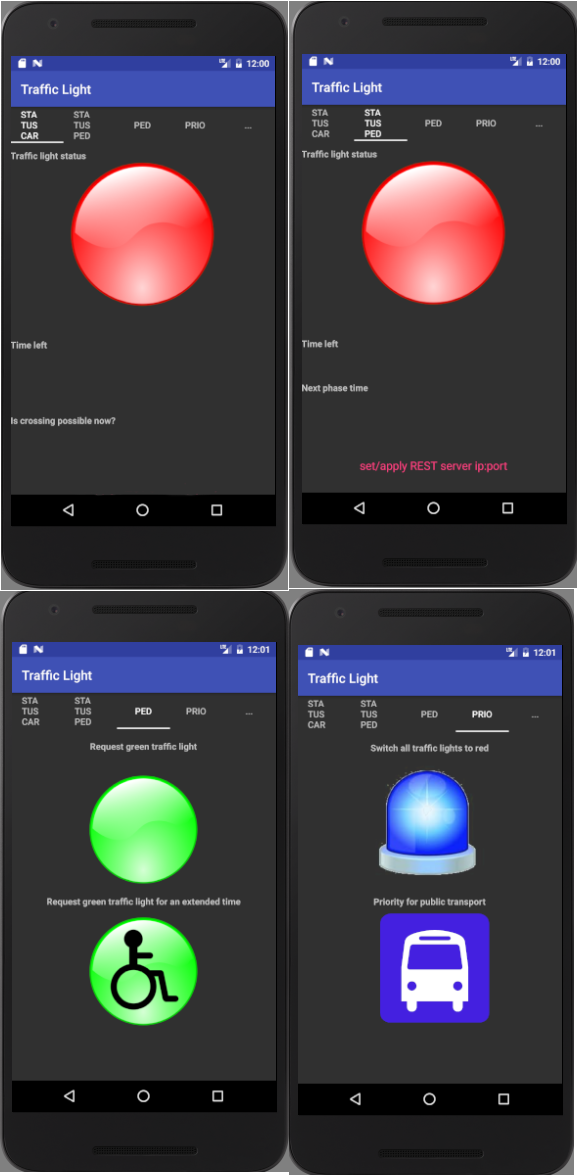 12:00
Traffic Light
STA
TUS
CAR
STA
TUS
PED
PED
PRIO
...
Traffic light status
Time left
Is crossing possible now?
12:00
Traffic Light
STA
TUS
CAR
STA
TUS
PED
PED
PRIO
...
Traffic light status
Time left
Next phase time
set/apply REST server ip:port
12:01
Traffic Light
STA
TUS
CAR
STA
TUS
PED
PED
PRIO
...
Request green traffic light
Request green traffic light for an extended time
12:01
Traffic Light
STA
TUS
CAR
STA
TUS
PED
PED
PRIO
...
Switch all traffic lights to red
Priority for public transport